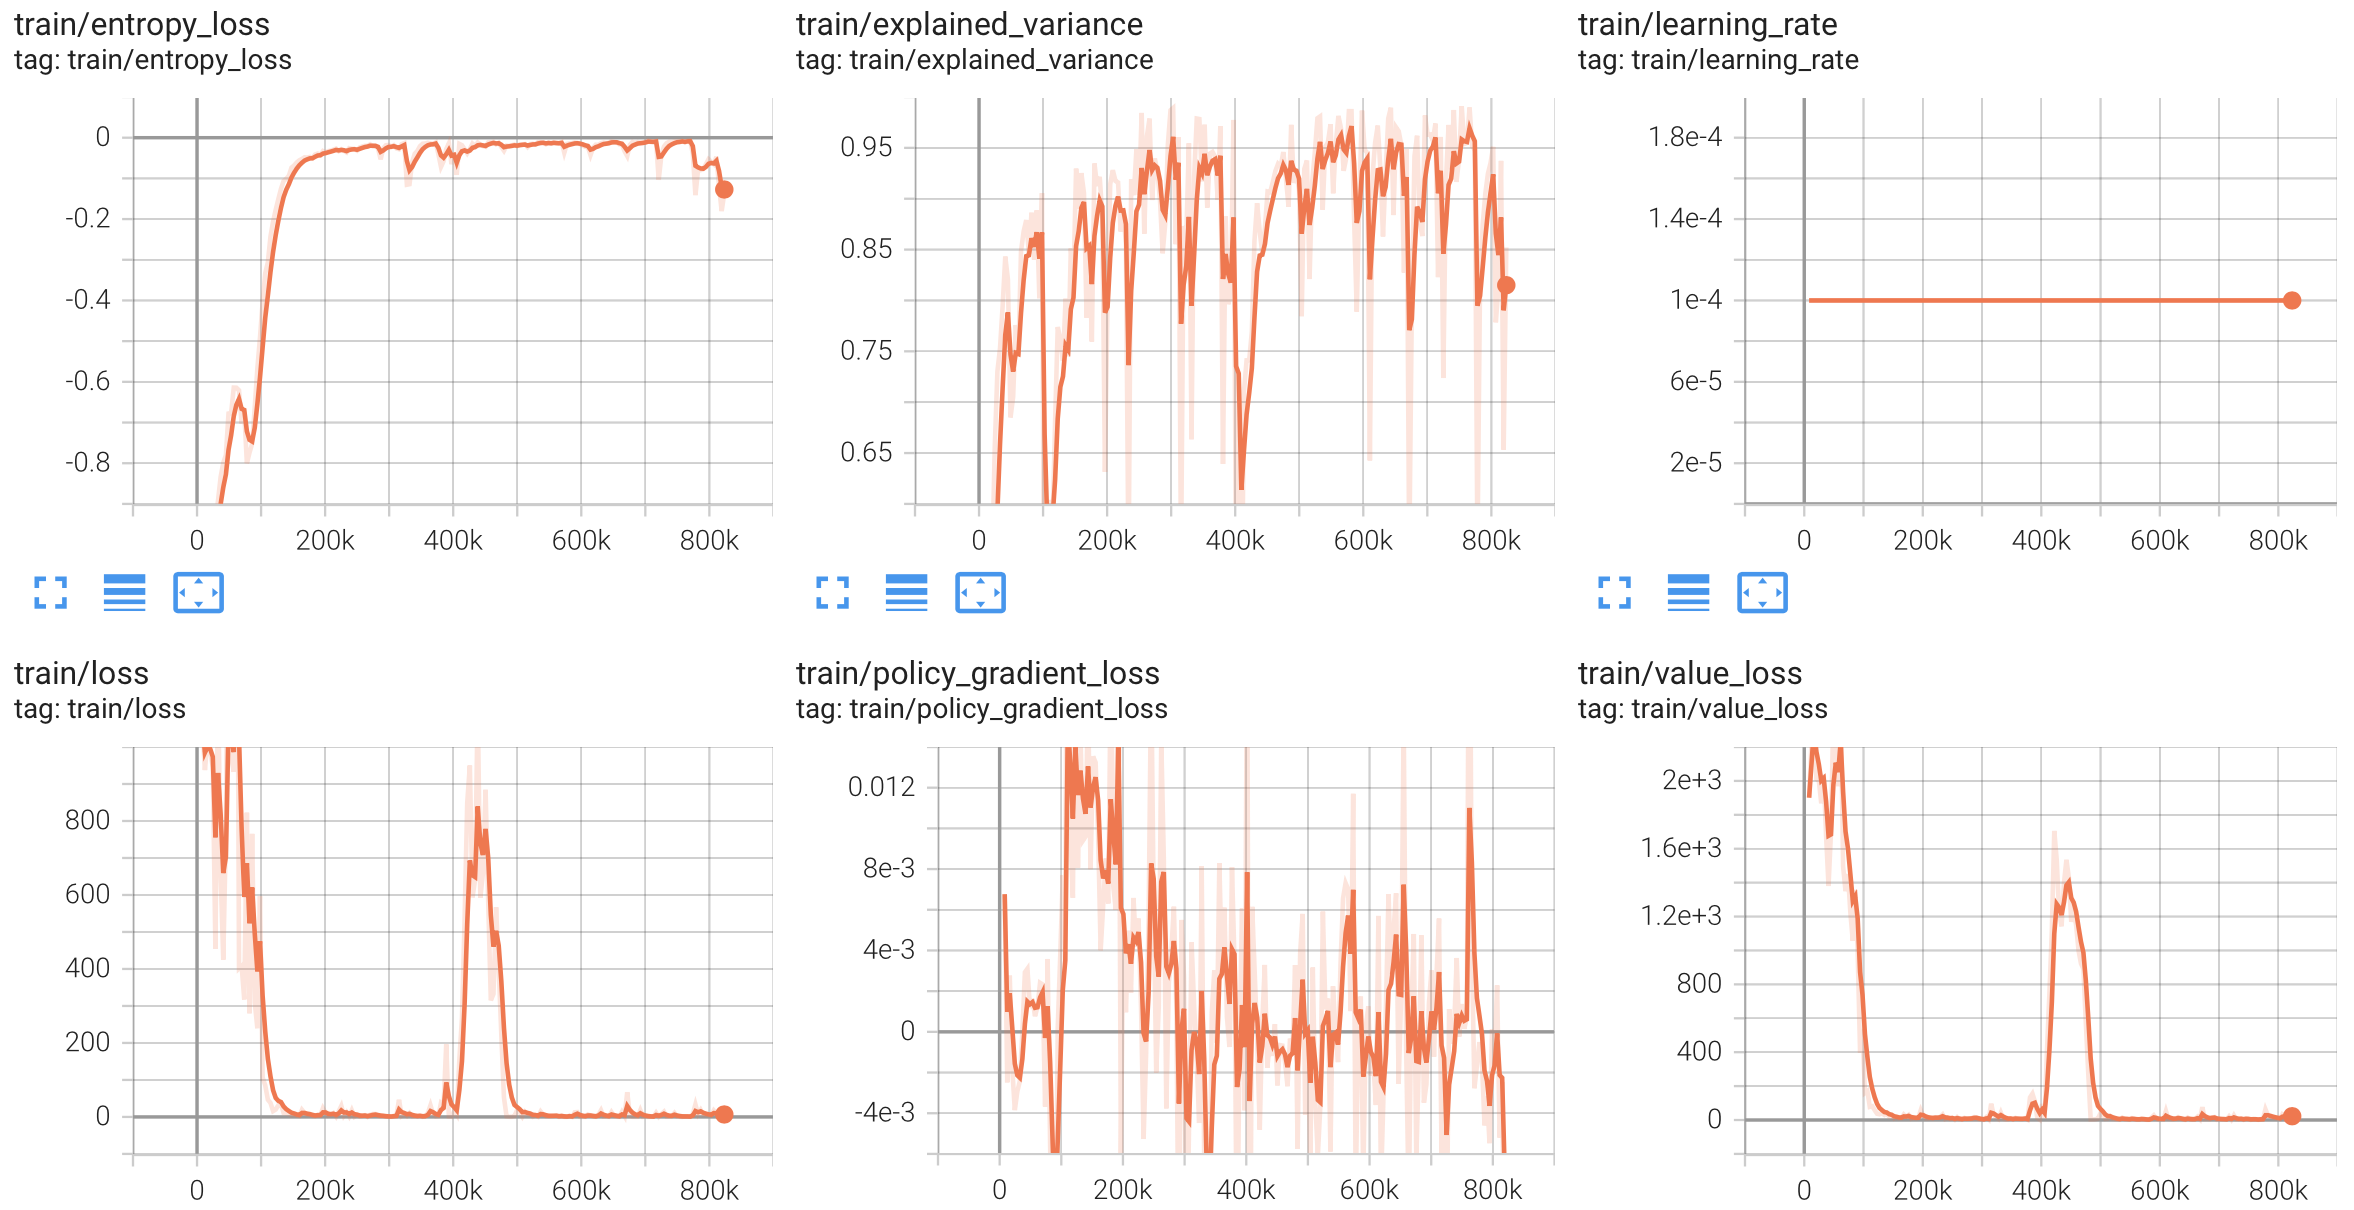 train/entropy_loss
tag: train/entropy_loss
0
-0.2
-0.4
-0.6
-0.8
0 200k 400k 600k 800k
train/explained_variance
tag: train/explained_variance
0.95
0.85
0.75
0.65
0 200k 400k 600k 800k
train/learning_rate
tag: train/learning_rate
1.8e-4
1.4e-4
1e-4
6e-5
2e-5
0 200k 400k 600k 800k
train/loss
tag: train/loss
800
600
400
200
0
0 200k 400k 600k 800k
train/policy_gradient_loss
tag: train/policy_gradient_loss
0.012
8e-3
4e-3
0
-4e-3
0 200k 400k 600k 800k
train/value_loss
tag: train/value_loss
2e+3
1.6e+3
1.2e+3
800
400
0
0 200k 400k 600k 800k